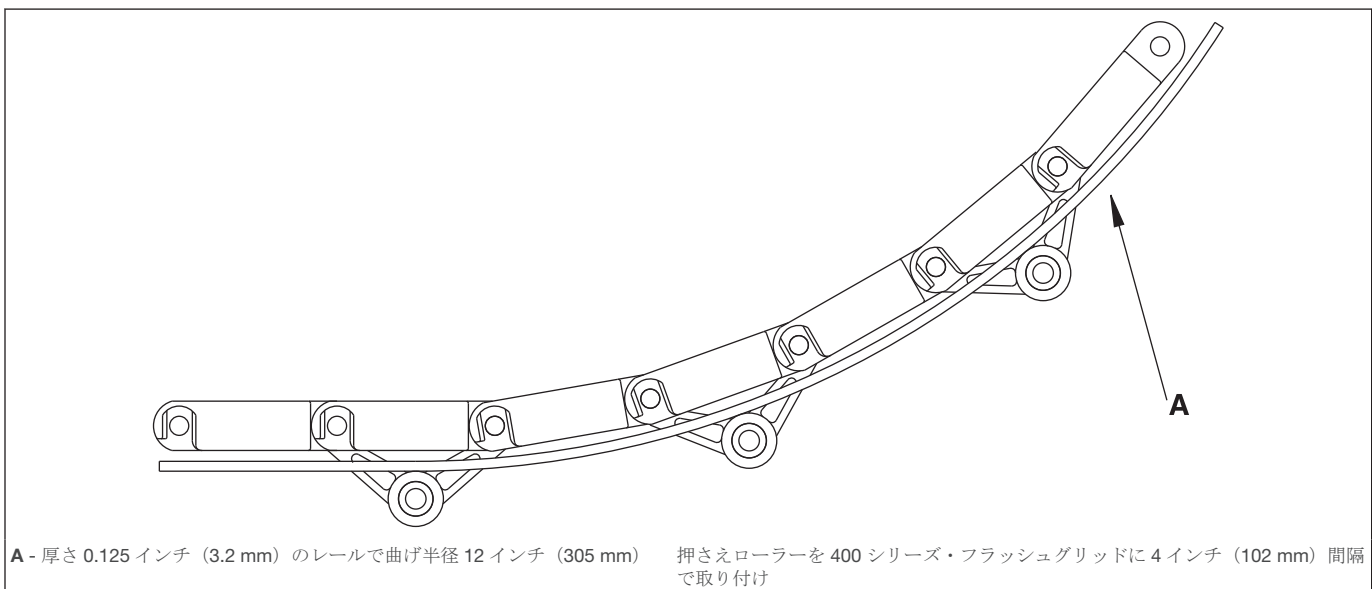 A
A - 厚さ 0.125 インチ（3.2 mm）のレールで曲げ半径 12 インチ（305 mm）
押さえローラーを 400 シリーズ・フラッシュグリッドに 4 インチ（102 mm）間隔
で取り付け